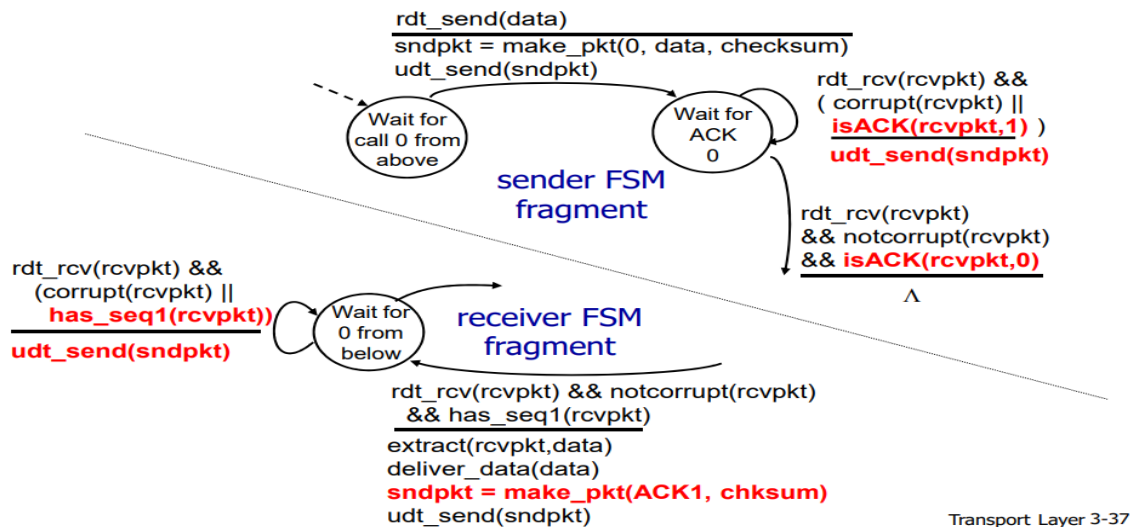 rdt_send(data)
sndpkt = make_pkt(0, data, checksum)
udt_send(sndpkt)
Wait for
call 0 from
above
Wait for
ACK
0
rdt_rcv(rcvpkt) &&
( corrupt(rcvpkt) ||
isACK(rcvpkt,1) )
udt_send(sndpkt)
sender FSM
fragment
rdt_rcv(rcvpkt)
&& notcorrupt(rcvpkt)
&& isACK(rcvpkt,0)
Λ
rdt_rcv(rcvpkt) &&
(corrupt(rcvpkt) ||
has_seq1(rcvpkt))
udt_send(sndpkt)
Wait for
0 from
below
receiver FSM
fragment
rdt_rcv(rcvpkt) && notcorrupt(rcvpkt)
&& has_seq1(rcvpkt)
extract(rcvpkt,data)
deliver_data(data)
sndpkt = make_pkt(ACK1, chksum)
udt_send(sndpkt)
Transport Layer 3-37